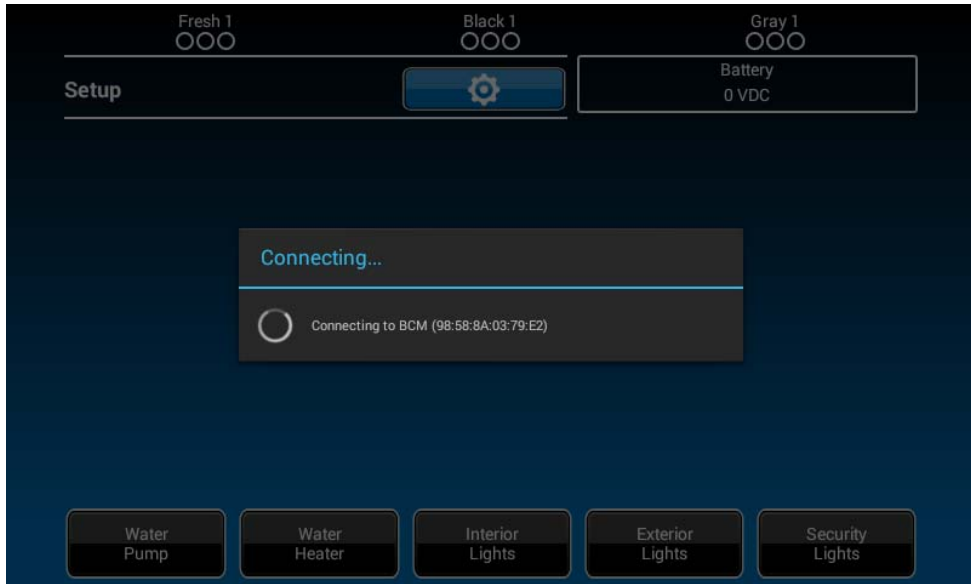 Fresh 1
Black 1
Gray 1
Setup
Battery
0 VDC
Connecting...
Connecting to BCM (98:58:8A:03:79:E2)
Water
Pump
Water
Heater
Interior
Lights
Exterior
Lights
Security
Lights